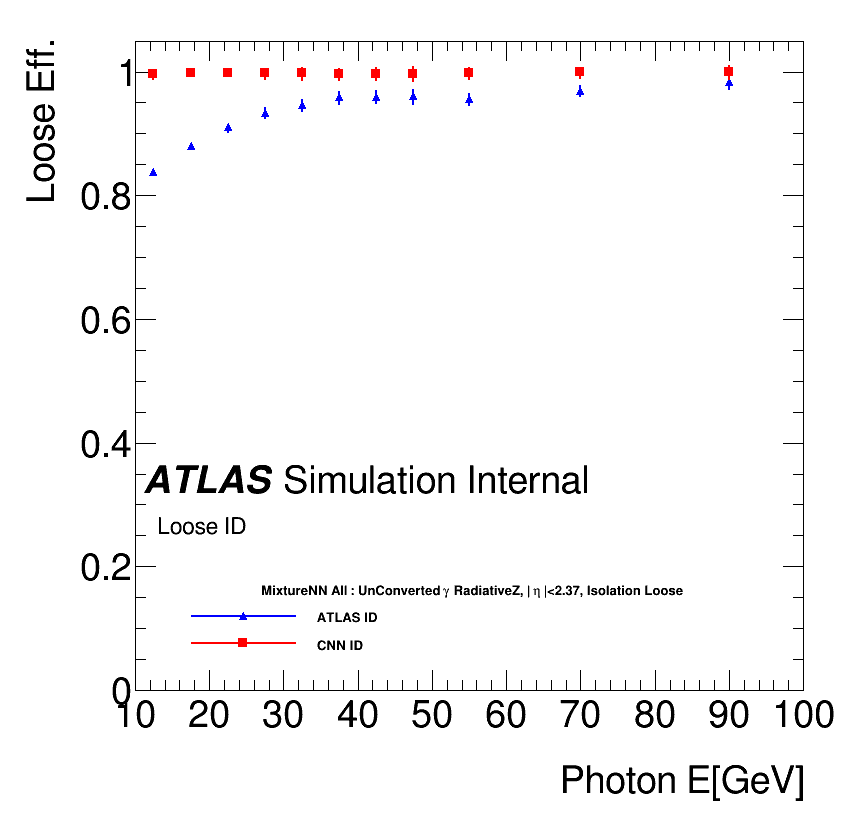 Loose Eff.
1
0.8
0.6
0.4
ATLAS Simulation Internal
Loose ID
0.2
MixtureNN All : UnConverted γ RadiativeZ, | η |<2.37, Isolation Loose
ATLAS ID
CNN ID
0
10 20 30 40 50 60 70 80 90 100
Photon E[GeV]